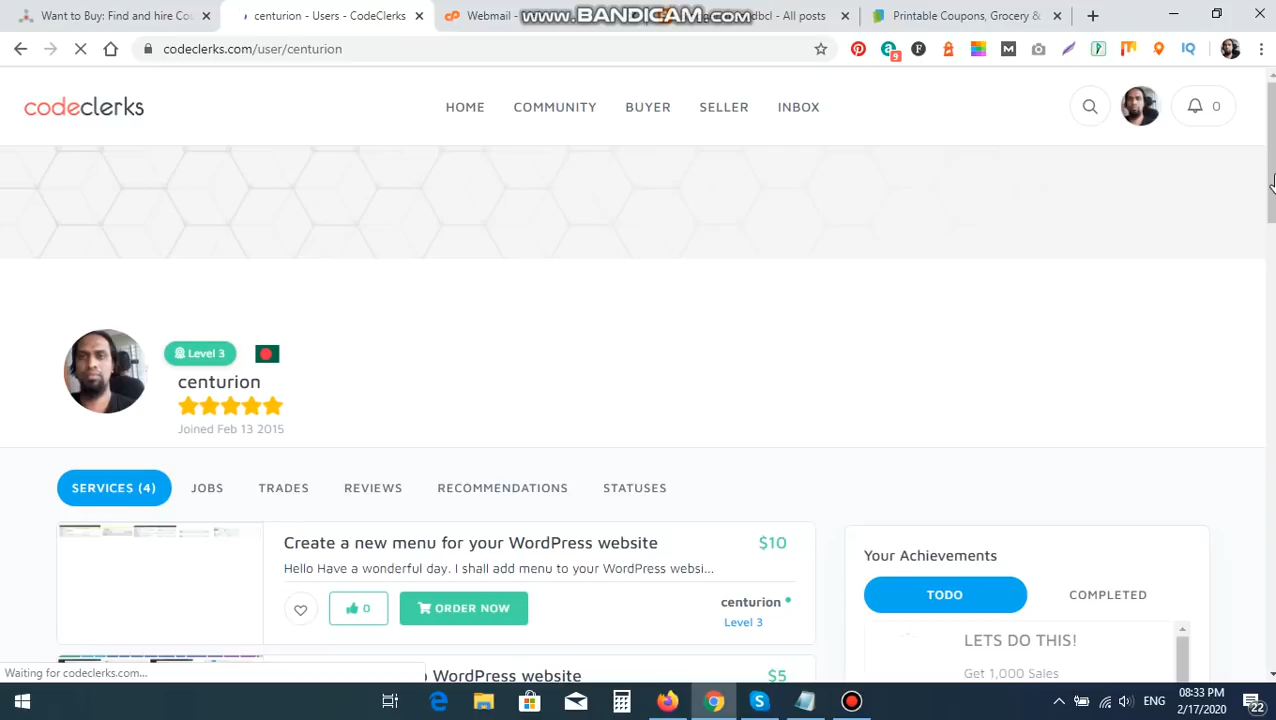 Want to Buy: Find and hire Cou
centurion - Users - CodeClerks
Webmail -
www.BANDICAM.com
dbcl - All posts
Printable Coupons, Grocery &
codeclerks.com/user/centurion
9
IQ
codeclerks
HOME
COMMUNITY
BUYER
SELLER
INBOX
0
Level 3
centurion
Joined Feb 13 2015
SERVICES (4)
JOBS
TRADES
REVIEWS
RECOMMENDATIONS
STATUSES
Create a new menu for your WordPress website
$10
Hello Have a wonderful day. I shall add menu to your WordPress websi...
0
ORDER NOW
centurion
Level 3
WordPress website
$5
Your Achievements
TODO
COMPLETED
LETS DO THIS!
Get 1,000 Sales
Waiting for codeclerks.com...
ENG
08:33 PM
2/17/2020
22